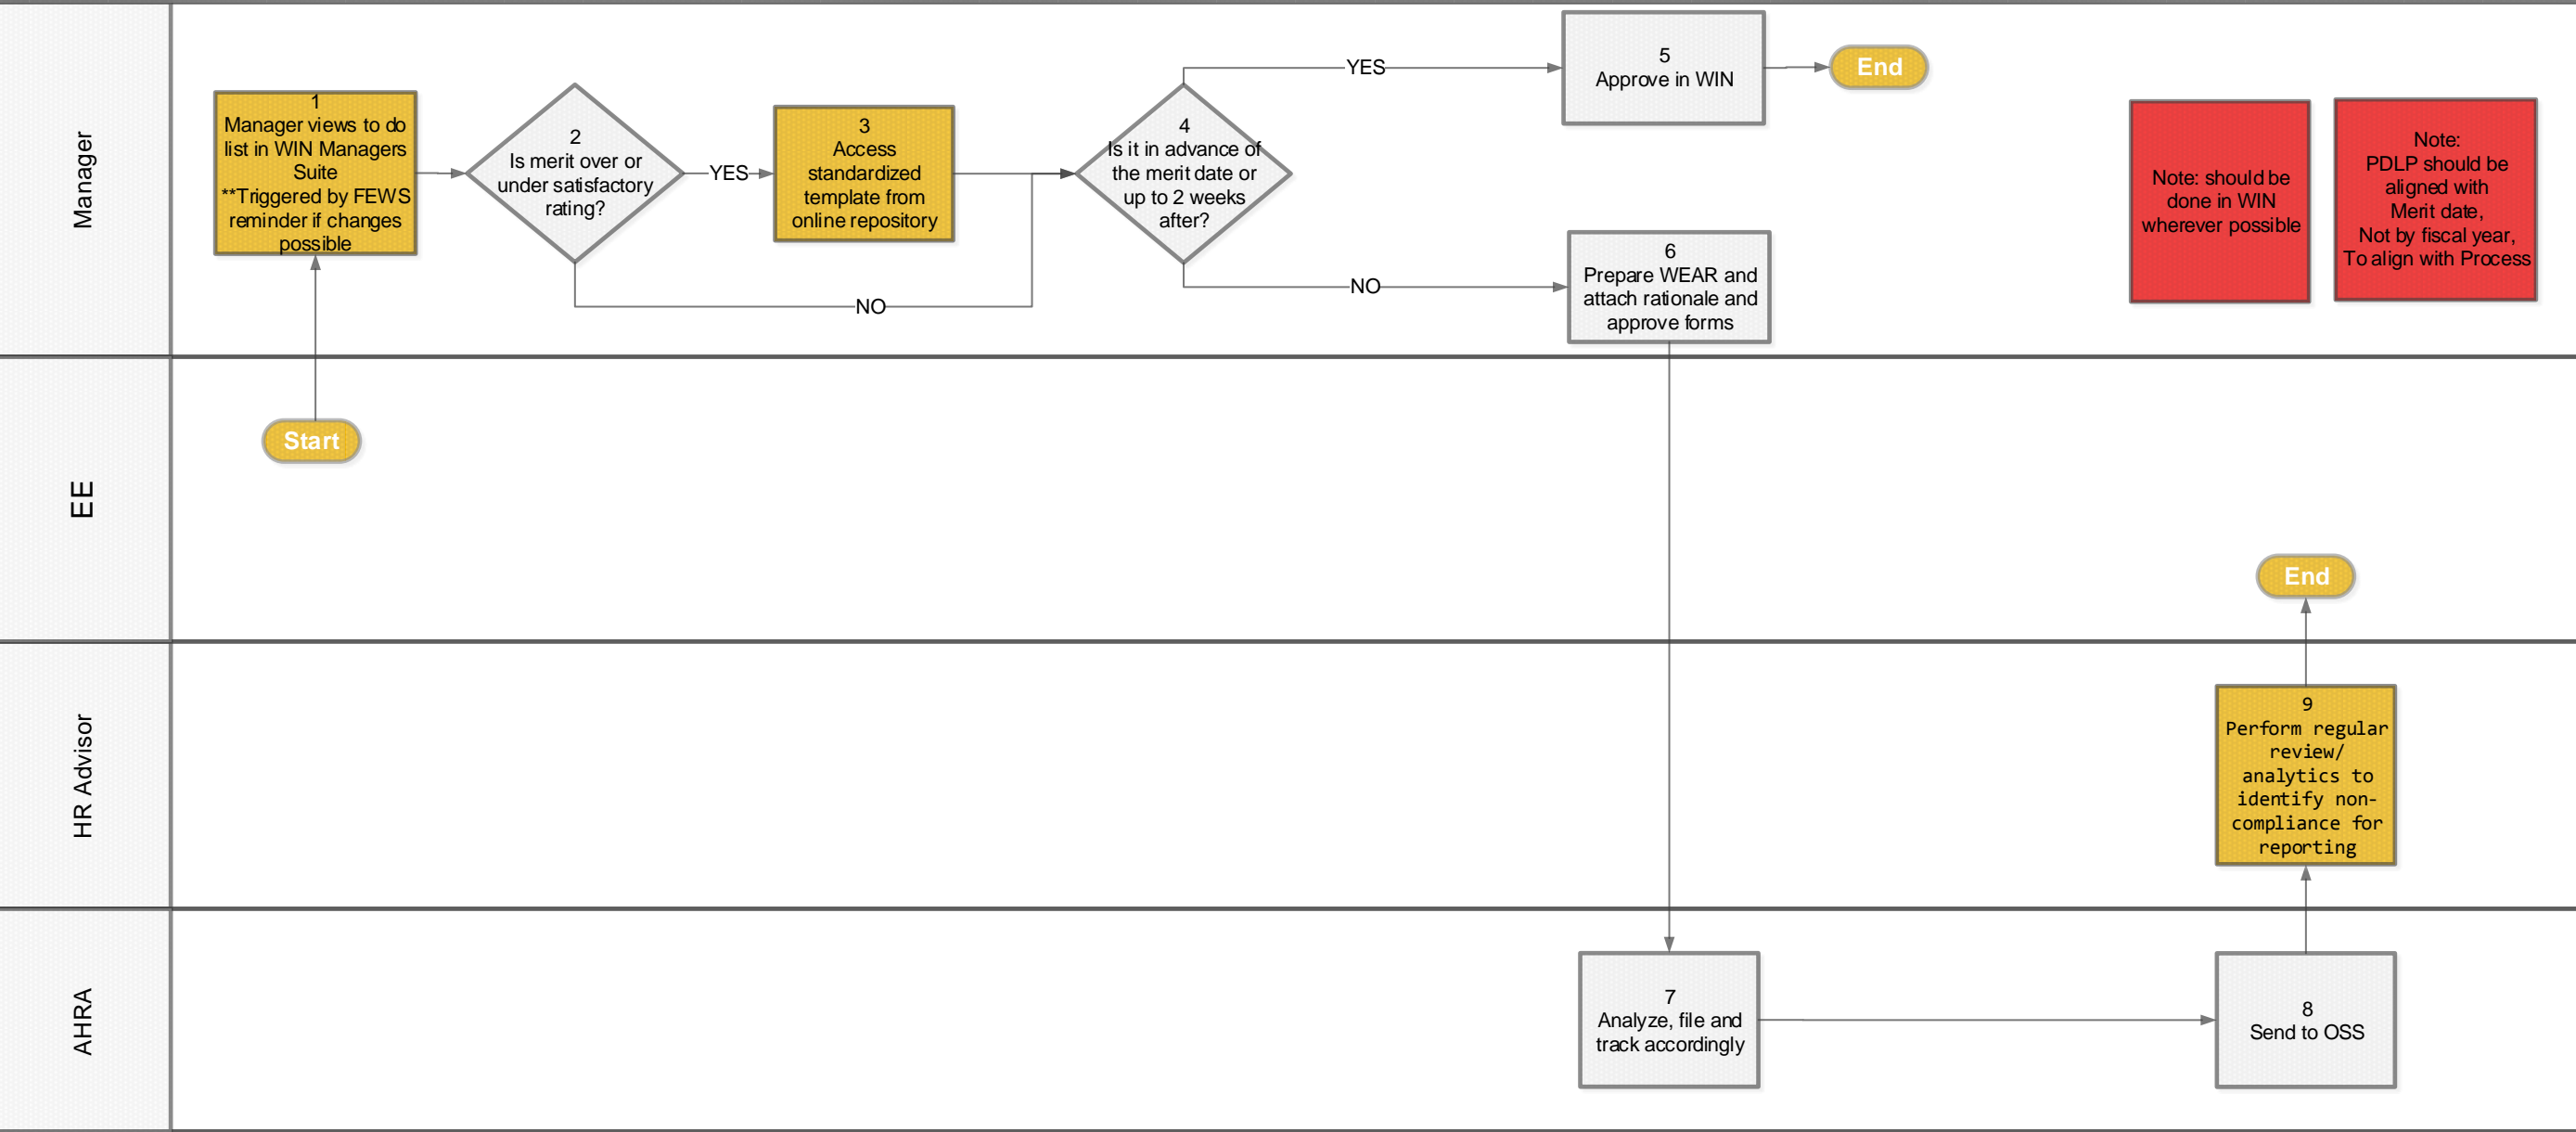 Manager
1
Manager views to do
list in WIN Managers
Suite
**Triggered by FEWS
reminder if changes
possible
2
Is merit over or
under satisfactory
rating?
YES
NO
3
Access
standardized
template from
online repository
4
Is it in advance of
the merit date or
up to 2 weeks
after?
YES
NO
5
Approve in WIN
End
6
Prepare WEAR and
attach rationale and
approve forms
Note: should be
done in WIN
wherever possible
Note:
PDLP should be
aligned with
Merit date,
Not by fiscal year,
To align with Process
EE
Start
End
HR Advisor
9
Perform regular
review/
analytics to
identify non-
compliance for
reporting
AHRA
7
Analyze, file and
track accordingly
8
Send to OSS